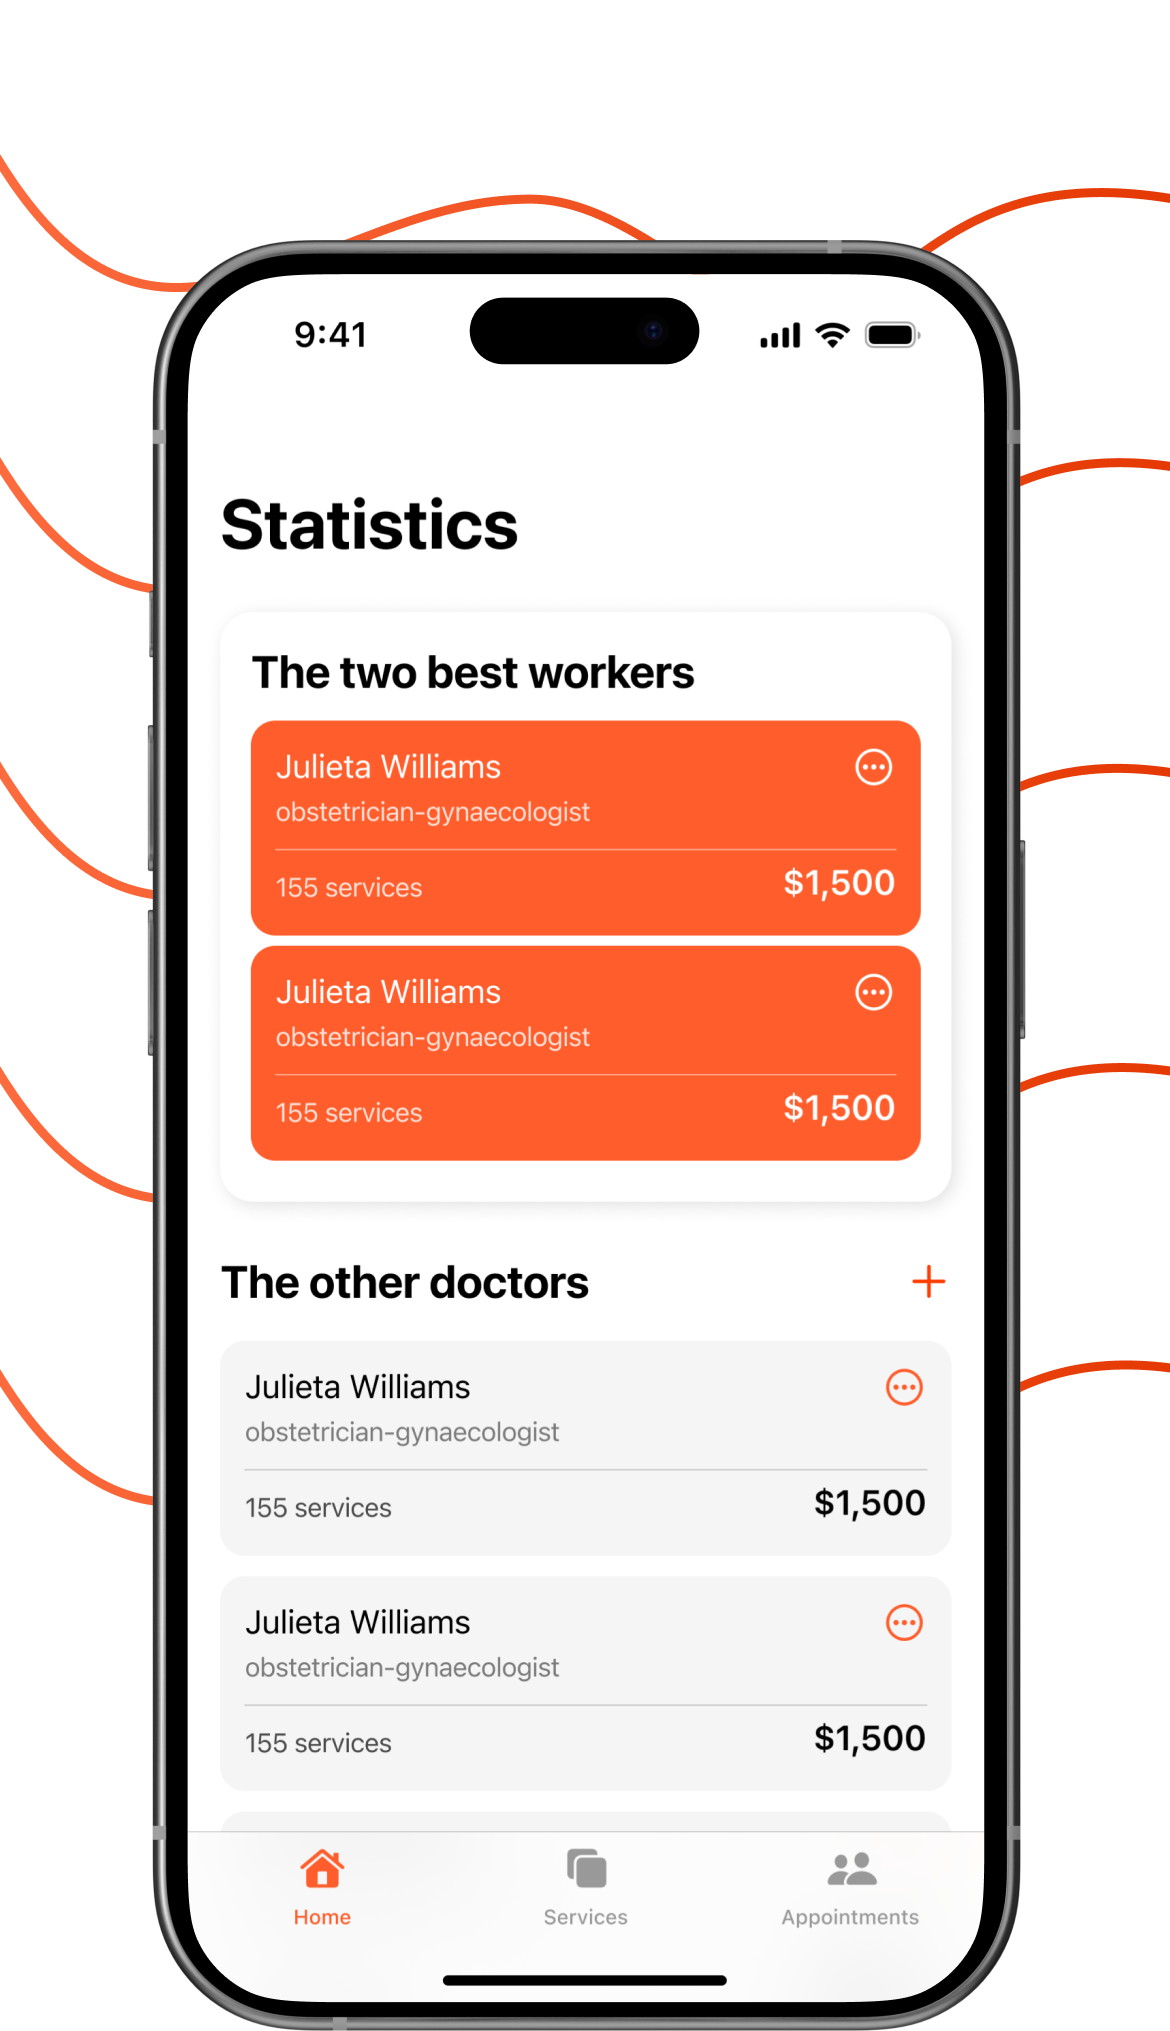 9:41
Statistics
The two best workers
Julieta Williams
obstetrician-gynaecologist
155 services
$1,500
Julieta Williams
obstetrician-gynaecologist
155 services
$1,500
The other doctors
Julieta Williams
obstetrician-gynaecologist
155 services
$1,500
Julieta Williams
obstetrician-gynaecologist
155 services
$1,500
Home
Services
Appointments